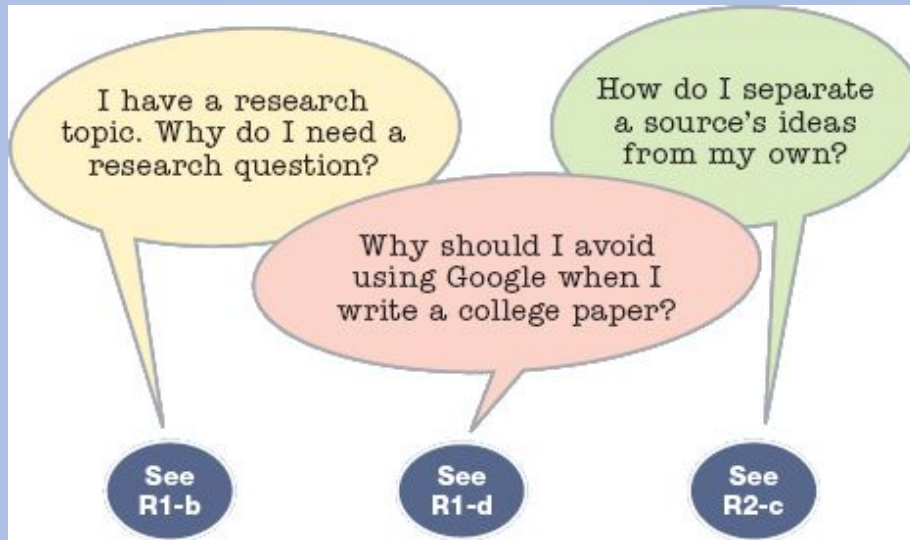 I have a research
topic. Why do I need a
research question?
How do I separate
a source's ideas
from my own?
Why should I avoid
using Google when I
write a college paper?
See
R1-b
See
R1-d
See
R2-c